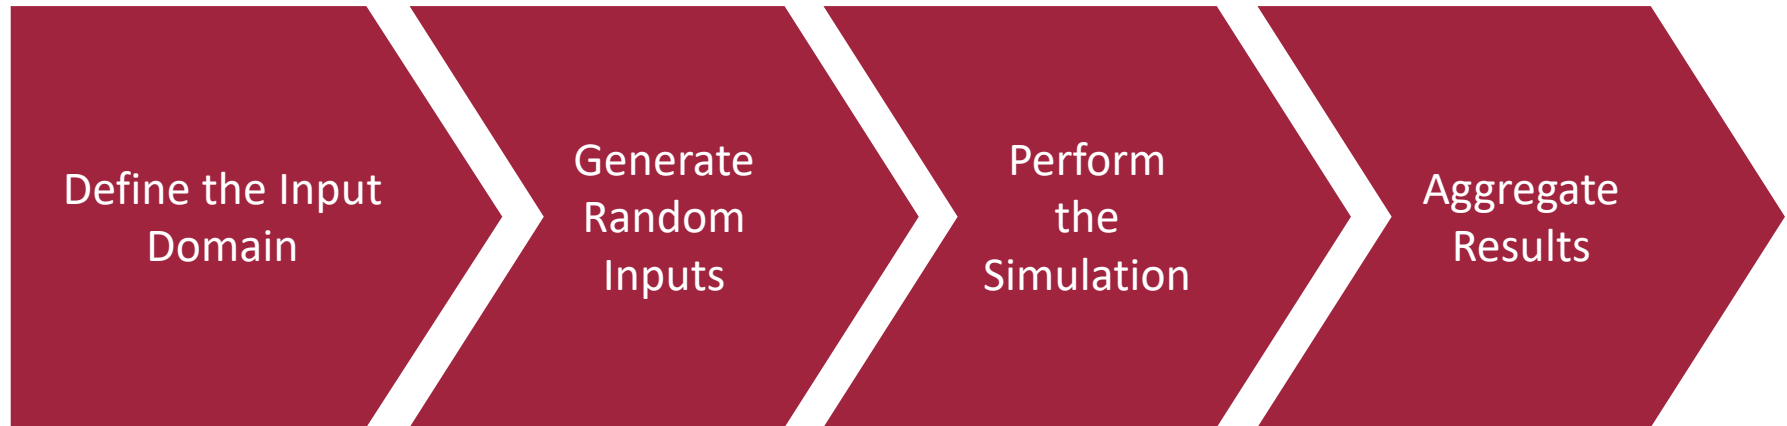 Define the Input
Domain
Generate
Random
Inputs
Perform
the
Simulation
Aggregate
Results